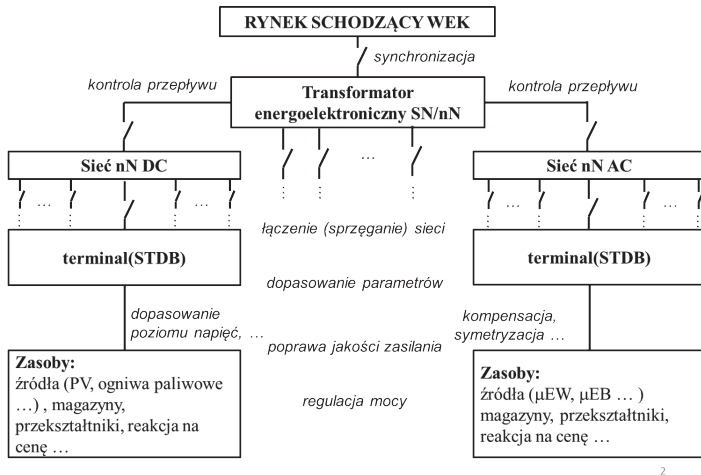 RYNEK SCHODZĄCY WEK
synchronizacja
kontrola przepływu
Transformator
energoelektroniczny SN/nN
kontrola przepływu
Sieć nN DC
...
Sieć nN AC
... ...
... ...
łączenie (sprzęganie) sieci
terminal(STDB)
terminal(STDB)
dopasowanie parametrów
dopasowanie
poziomu napięć, ...
kompensacja,
symetryzacja ...
poprawa jakości zasilania
regulacja mocy
Zasoby:
źródła (PV, ogniwa paliwowe
...) , magazyny,
przekształtniki, reakcja na
cenę ...
Zasoby:
źródła (μEW, μEB ... )
magazyny, przekształtniki,
reakcja na cenę ...
2